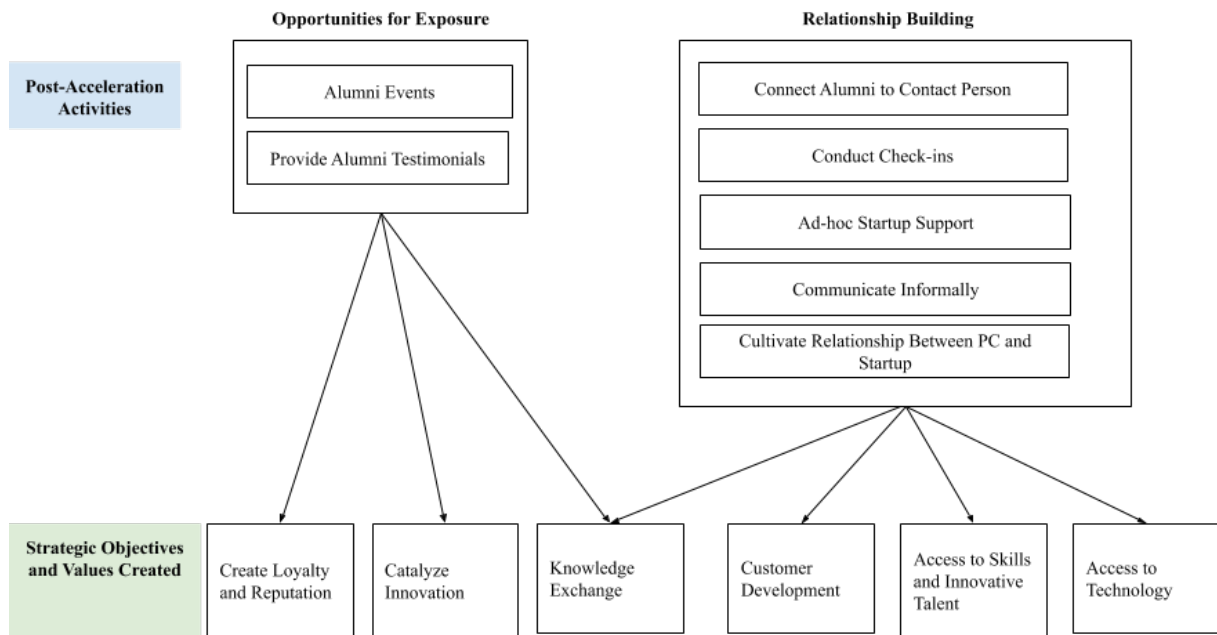 Opportunities for Exposure
Relationship Building
Post-Acceleration
Activities
Alumni Events
Provide Alumni Testimonials
Connect Alumni to Contact Person
Conduct Check-ins
Ad-hoc Startup Support
Communicate Informally
Cultivate Relationship Between PC and
Startup
Strategic Objectives
and Values Created
Create Loyalty
and Reputation
Catalyze
Innovation
Knowledge
Exchange
Customer
Development
Access to Skills
and Innovative
Talent
Access to
Technology